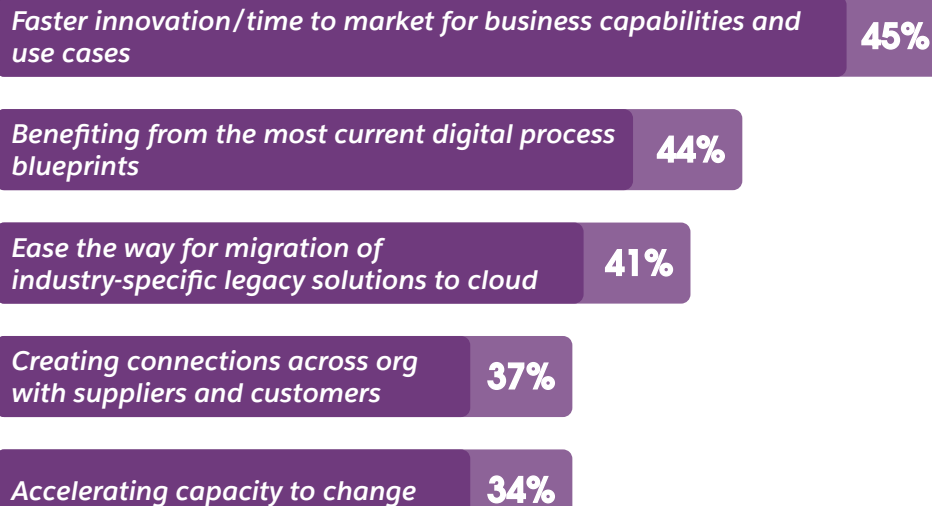 Faster innovation/time to market for business capabilities and
use cases
45%
Benefiting from the most current digital process
blueprints
44%
Ease the way for migration of
industry-specific legacy solutions to cloud
41%
Creating connections across org
with suppliers and customers
37%
Accelerating capacity to change
34%